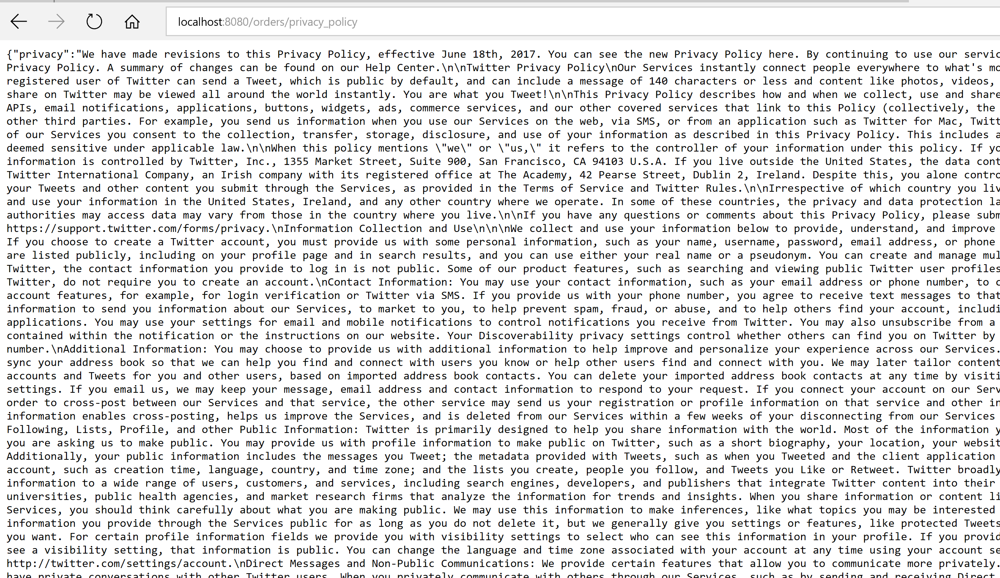 localhost:8080/orders/privacy_policy
{"privacy":"We have made revisions to this Privacy Policy, effective June 18th, 2017. You can see the new Privacy Policy here. By continuing to use our servic
Privacy Policy. A summary of changes can be found on our Help Center.\n\nTwitter Privacy Policy\nOur Services instantly connect people everywhere to what's mo
registered user of Twitter can send a Tweet, which is public by default, and can include a message of 140 characters or less and content like photos, videos,
share on Twitter may be viewed all around the world instantly. You are what you Tweet!\n\nThis Privacy Policy describes how and when we collect, use and share
APIs, email notifications, applications, buttons, widgets, ads, commerce services, and our other covered services that link to this Policy (collectively, the
other third parties. For example, you send us information when you use our Services on the web, via SMS, or from an application such as Twitter for Mac, Twitt
of our Services you consent to the collection, transfer, storage, disclosure, and use of your information as described in this Privacy Policy. This includes a
deemed sensitive under applicable law.\n\nWhen this policy mentions \"we\" or \"us,\" it refers to the controller of your information under this policy. If yo
information is controlled by Twitter, Inc., 1355 Market Street, Suite 900, San Francisco, CA 94103 U.S.A. If you live outside the United States, the data cont
Twitter International Company, an Irish company with its registered office at The Academy, 42 Pearse Street, Dublin 2, Ireland. Despite this, you alone contro
your Tweets and other content you submit through the Services, as provided in the Terms of Service and Twitter Rules.\n\nIrrespective of which country you liv
and use your information in the United States, Ireland, and any other country where we operate. In some of these countries, the privacy and data protection la
authorities may access data may vary from those in the country where you live.\n\nIf you have any questions or comments about this Privacy Policy, please subm
https://support.twitter.com/forms/privacy.\nInformation Collection and Use\n\n\nWe collect and use your information below to provide, understand, and improve
If you choose to create a Twitter account, you must provide us with some personal information, such as your name, username, password, email address, or phone
are listed publicly, including on your profile page and in search results, and you can use either your real name or a pseudonym. You can create and manage mul
Twitter, the contact information you provide to log in is not public. Some of our product features, such as searching and viewing public Twitter user profiles
Twitter, do not require you to create an account.\nContact Information: You may use your contact information, such as your email address or phone number, to c
account features, for example, for login verification or Twitter via SMS. If you provide us with your phone number, you agree to receive text messages to that
information to send you information about our Services, to market to you, to help prevent spam, fraud, or abuse, and to help others find your account, includi
applications. You may use your settings for email and mobile notifications to control notifications you receive from Twitter. You may also unsubscribe from a
contained within the notification or the instructions on our website. Your Discoverability privacy settings control whether others can find you on Twitter by
number.\nAdditional Information: You may choose to provide us with additional information to help improve and personalize your experience across our Services.
sync your address book so that we can help you find and connect with users you know or help other users find and connect with you. We may later tailor content
accounts and Tweets for you and other users, based on imported address book contacts. You can delete your imported address book contacts at any time by visiti
settings. If you email us, we may keep your message, email address and contact information to respond to your request. If you connect your account on our Serv
order to cross-post between our Services and that service, the other service may send us your registration or profile information on that service and other in
information enables cross-posting, helps us improve the Services, and is deleted from our Services within a few weeks of your disconnecting from our Services
Following, Lists, Profile, and other Public Information: Twitter is primarily designed to help you share information with the world. Most of the information y
you are asking us to make public. You may provide us with profile information to make public on Twitter, such as a short biography, your location, your websit
Additionally, your public information includes the messages you Tweet; the metadata provided with Tweets, such as when you Tweeted and the client application
account, such as creation time, language, country, and time zone; and the lists you create, people you follow, and Tweets you Like or Retweet. Twitter broadly
information to a wide range of users, customers, and services, including search engines, developers, and publishers that integrate Twitter content into their
universities, public health agencies, and market research firms that analyze the information for trends and insights. When you share information or content li
Services, you should think carefully about what you are making public. We may use this information to make inferences, like what topics you may be interested
information you provide through the Services public for as long as you do not delete it, but we generally give you settings or features, like protected Tweets
you want. For certain profile information fields we provide you with visibility settings to select who can see this information in your profile. If you provid
see a visibility setting, that information is public. You can change the language and time zone associated with your account at any time using your account se
http://twitter.com/settings/account.\nDirect Messages and Non-Public Communications: We provide certain features that allow you to communicate more privately.
have private conversations with other Twitter users. When you privately communicate with others through our Services, such as by sending and receiving Direct